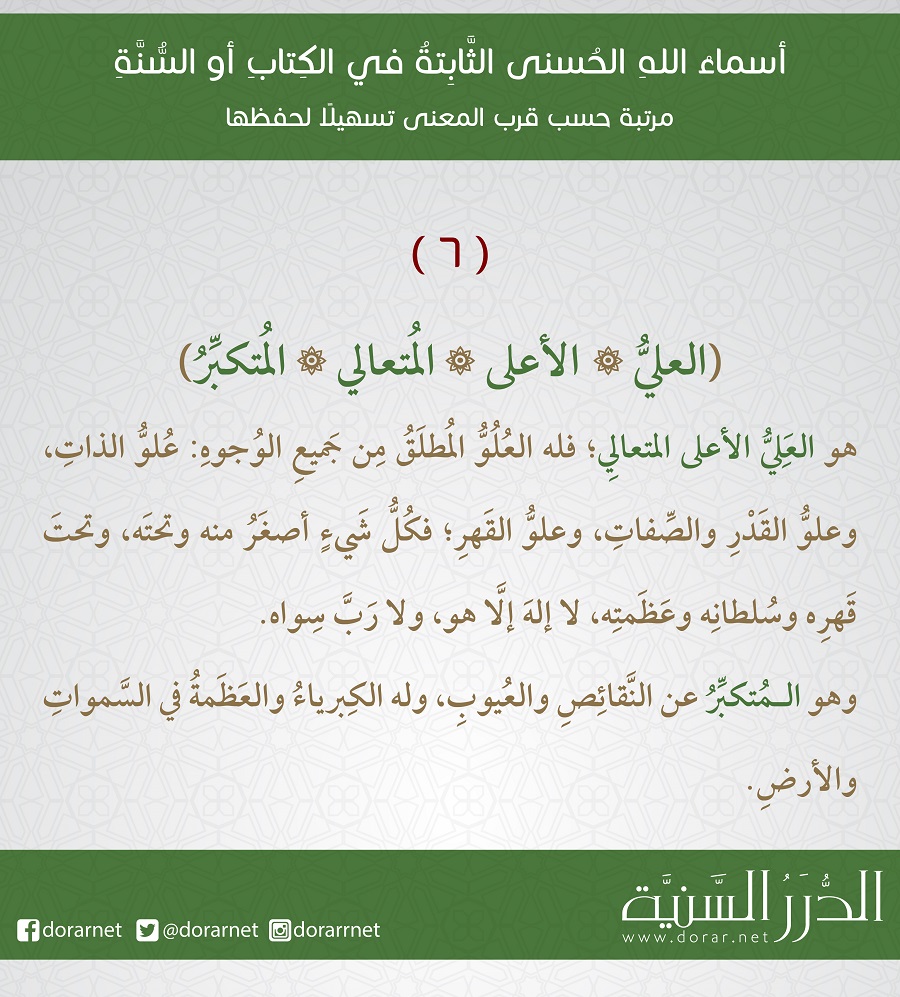 أسماءُ اللهِ الحُسنى الثَّابِتةُ في الكِتابِ أو السُّنَّةِ
مرتبة حسب قرب المعنى تسهيلًا لحفظها
( ٦ )
(العليُّ ۞ الأعلى ۞ المُتعالي ۞ المُتكبِّرُ)
هو العَلِيُّ الأعلى المتعالِي؛ فله العُلُوُّ المُطلَقُ مِن جَميعِ الوُجوهِ: عُلوُّ الذاتِ،
وعلوُّ القَدْرِ والصِّفاتِ، وعلوُّ القَهرِ؛ فكُلُّ شَيءٍ أصغَرُ منه وتحتَه، وتحتَ
قَهرِه وسُلطانِه وعَظَمتِه، لا إلهَ إلَّا هو، ولا رَبَّ سِواه.
وهو الـمُتكبِّرُ عن النَّقائِصِ والعُيوبِ، وله الكِبرياءُ والعَظَمةُ في السَّمواتِ
والأرضِ.
الدُّرَرُ السَّنِيَّة
www.dorar.net
dorarnet @dorarnet dorarrnet